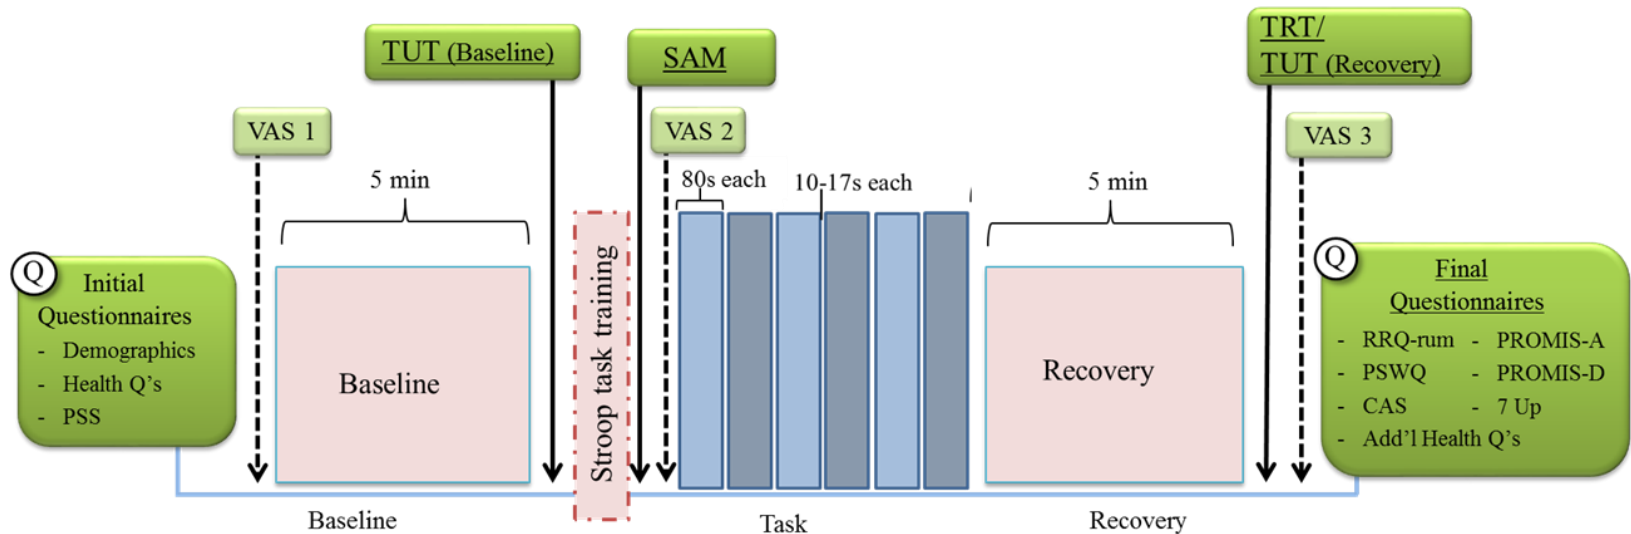 TUT (Baseline)
SAM
TRT/
TUT (Recovery)
VAS 1
VAS 2
VAS 3
5 min
80s each
10-17s each
5 min
Q
Initial
Questionnaires
- Demographics
- Health Q's
- PSS
Baseline
Stroop task training
Recovery
Q
Final
Questionnaires
- RRQ-rum - PROMIS-A
- PSWQ - PROMIS-D
- CAS - 7 Up
- Add'l Health Q's
Baseline
Task
Recovery